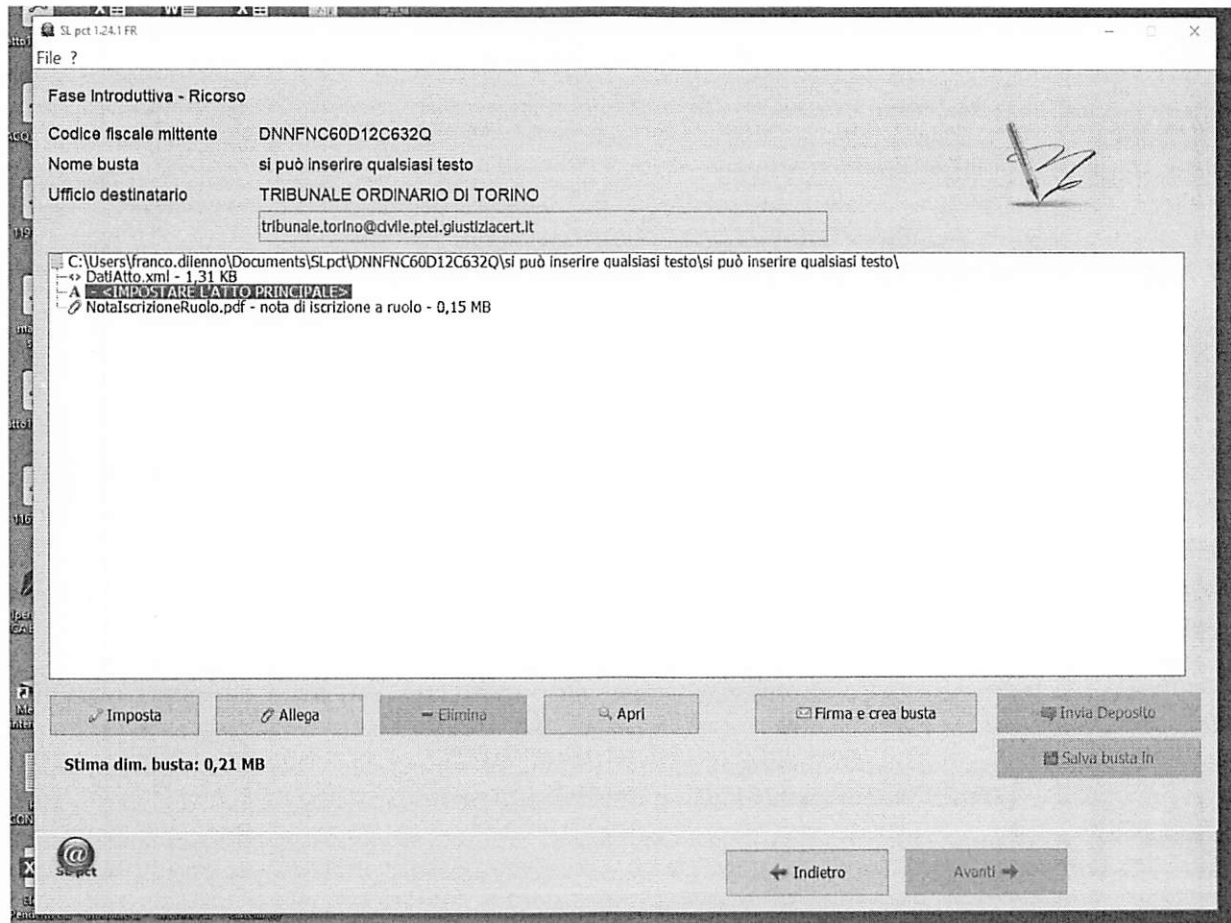 SL pct 1.24.1 FR
File ?
Fase Introduttiva - Ricorso
Codice fiscale mittente DNNFNC60D12C632Q
Nome busta si può inserire qualsiasi testo
Ufficio destinatario TRIBUNALE ORDINARIO DI TORINO
tribunale.torino@civile.ptel.giustiziacert.it
C:\Users\franco.diienno\Documents\SLpct\DNNFNC60D12C632Q\si può inserire qualsiasi testo\si può inserire qualsiasi testo\
<> DatiAtto.xml - 1,31 KB
A - <IMPOSTARE L'ATTO PRINCIPALE>
NotaIscrizioneRuolo.pdf - nota di iscrizione a ruolo - 0,15 MB
Imposta Allega Elimina Apri Firma e crea busta Invia Deposito
Salva busta in
Stima dim. busta: 0,21 MB
SL pct
Indietro Avanti